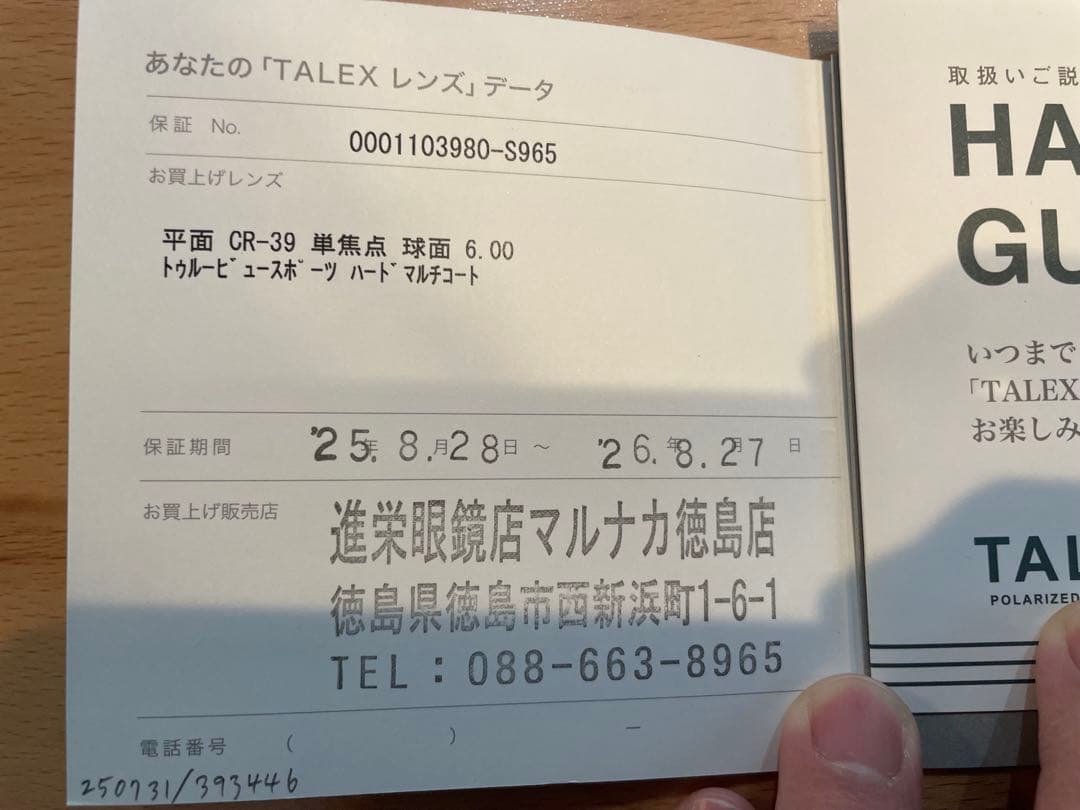 あなたの「TALEX レンズ」データ
保証 No. 0001103980-S965
お買上げレンズ
平面 CR-39 単焦点 球面 6.00
ﾄｩﾙｰﾋﾞｭｰｽﾎﾟｰﾂ ﾊｰﾄﾞﾏﾙﾁｺｰﾄ
保証期間 '25年. 8.月28日 ～ '26.年8.月27日
お買上げ販売店 進栄眼鏡店マルナカ徳島店
徳島県徳島市西新浜町1-6-1
TEL：088-663-8965
電話番号 （ ） －
250731/393446
取扱いご説
HA
GU
いつまで
「TALEX
お楽しみ
TAL
POLARIZED